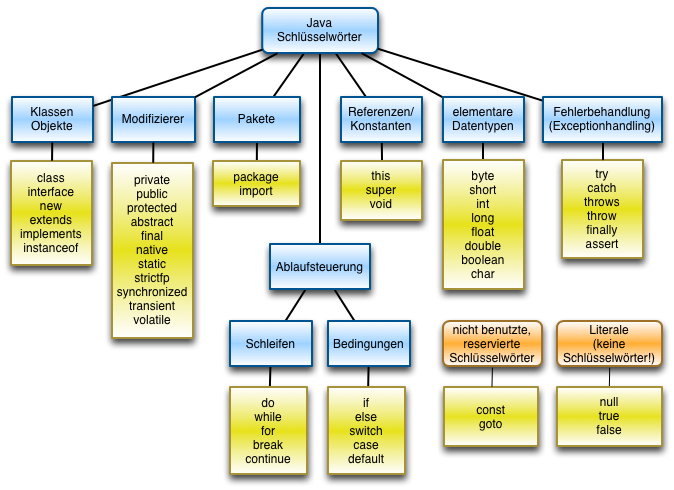 Java
Schlüsselwörter
Klassen
Objekte
Modifizierer
Pakete
Referenzen/
Konstanten
elementare
Datentypen
Fehlerbehandlung
(Exceptionhandling)
class
interface
new
extends
implements
instanceof
private
public
protected
abstract
final
native
static
strictfp
synchronized
transient
volatile
package
import
this
super
void
byte
short
int
long
float
double
boolean
char
try
catch
throws
throw
finally
assert
Ablaufsteuerung
Schleifen
Bedingungen
do
while
for
break
continue
if
else
switch
case
default
nicht benutzte,
reservierte
Schlüsselwörter
const
goto
Literale
(keine
Schlüsselwörter!)
null
true
false